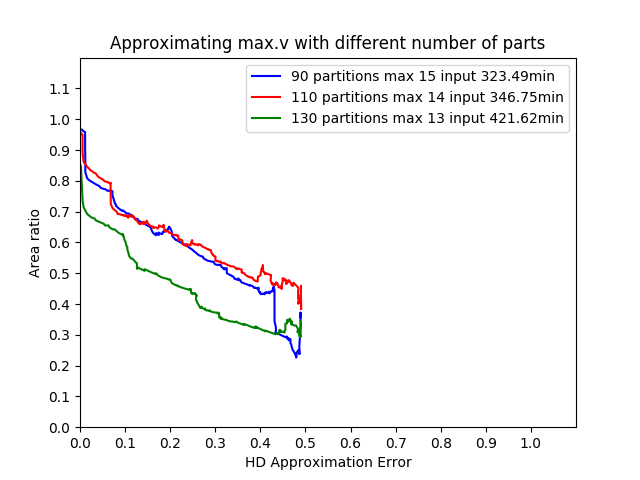 Approximating max.v with different number of parts
90 partitions max 15 input 323.49min
110 partitions max 14 input 346.75min
130 partitions max 13 input 421.62min
Area ratio
1.1
1.0
0.9
0.8
0.7
0.6
0.5
0.4
0.3
0.2
0.1
0.0
0.0 0.1 0.2 0.3 0.4 0.5 0.6 0.7 0.8 0.9 1.0
HD Approximation Error